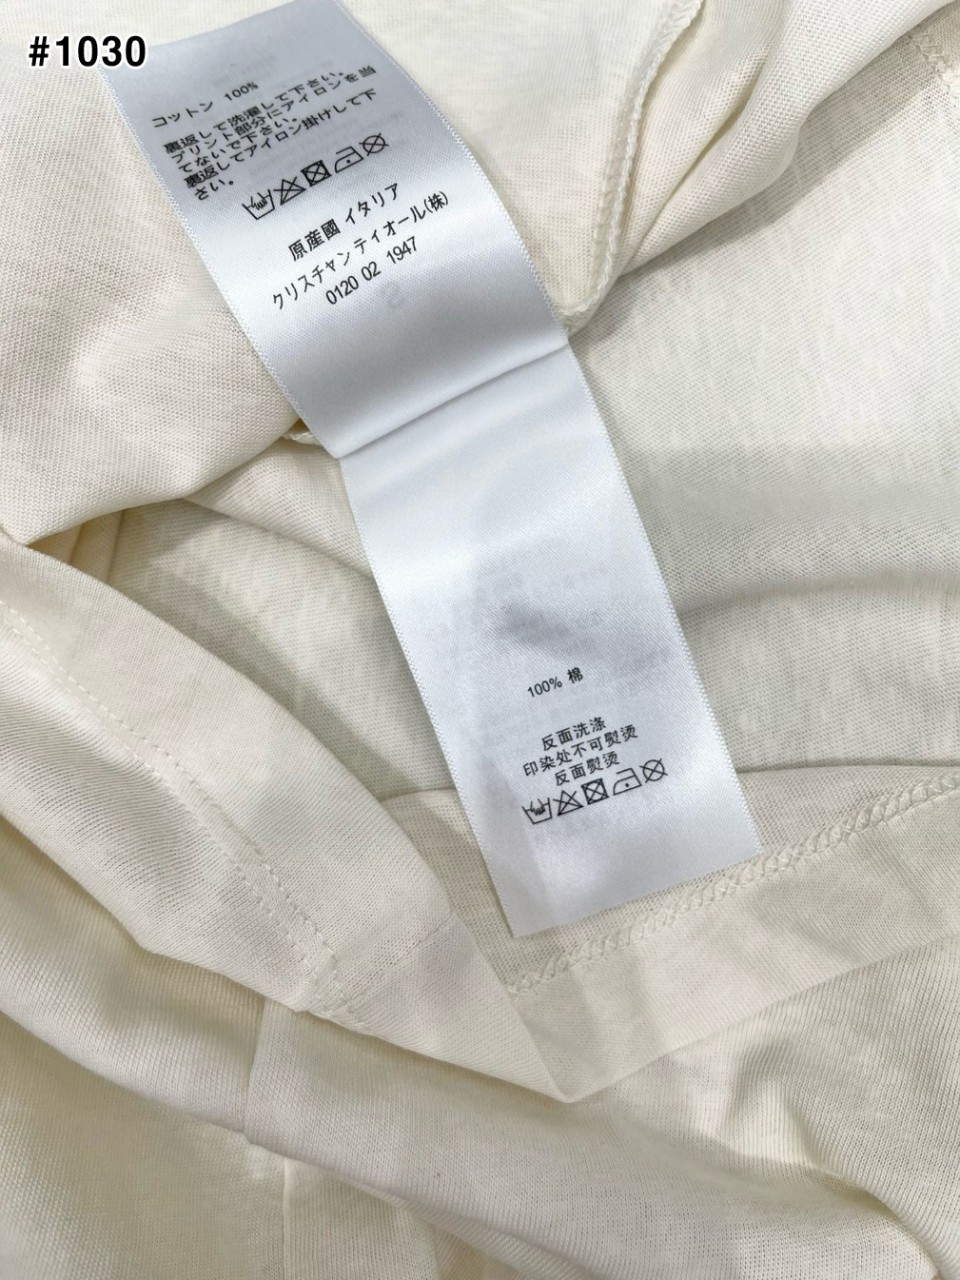 #1030
コットン 100%
裏返して洗濯して下さい。
プリント部分にアイロンを当
てないで下さい。
裏返してアイロン掛けして下
さい。
原産國 イタリア
クリスチャンディオール(株)
0120 02 1947
S
100% 棉
反面洗涤
印染处不可熨烫
反面熨烫